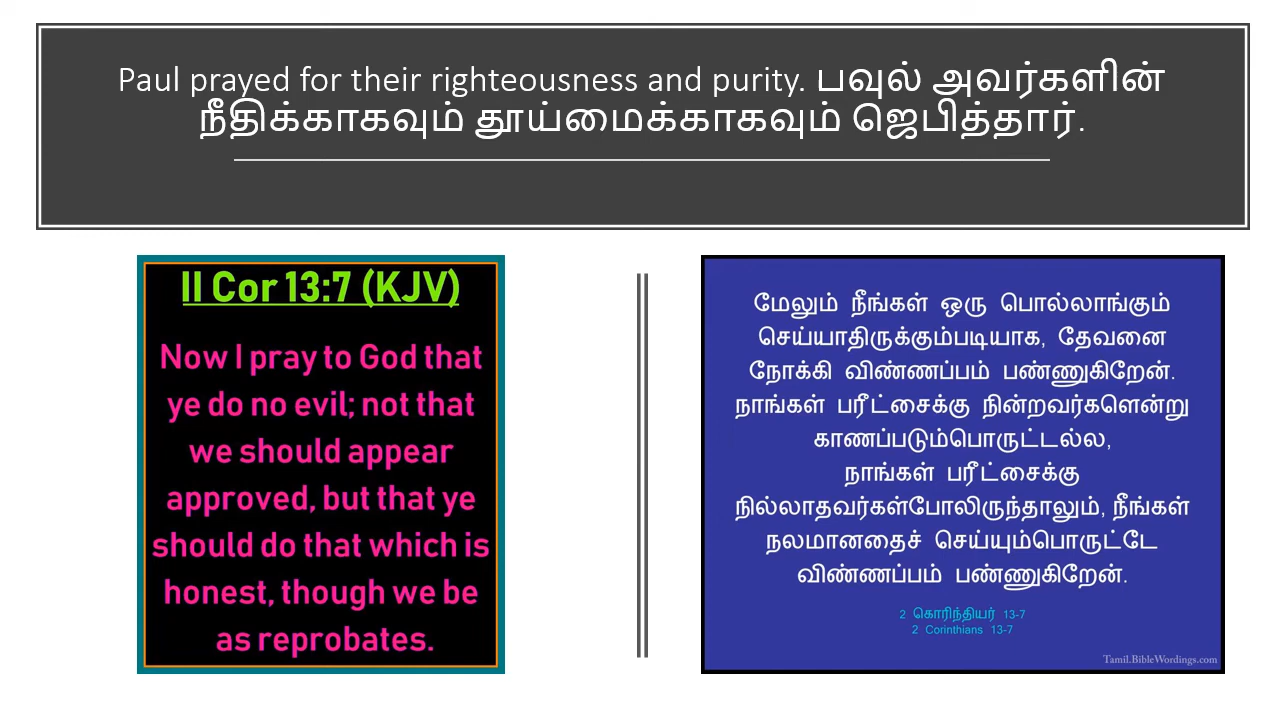 Paul prayed for their righteousness and purity. பவுல் அவர்களின்
நீதிக்காகவும் தூய்மைக்காகவும் ஜெபித்தார்.
II Cor 13:7 (KJV)
Now I pray to God that
ye do no evil; not that
we should appear
approved, but that ye
should do that which is
honest, though we be
as reprobates.
மேலும் நீங்கள் ஒரு பொல்லாங்கும்
செய்யாதிருக்கும்படியாக, தேவனை
நோக்கி விண்ணப்பம் பண்ணுகிறேன்.
நாங்கள் பரீட்சைக்கு நின்றவர்களென்று
காணப்படும்பொருட்டல்ல,
நாங்கள் பரீட்சைக்கு
நில்லாதவர்கள்போலிருந்தாலும், நீங்கள்
நலமானதைச் செய்யும்பொருட்டே
விண்ணப்பம் பண்ணுகிறேன்.
2 கொரிந்தியர் 13-7
2 Corinthians 13-7
Tamil.BibleWordings.com